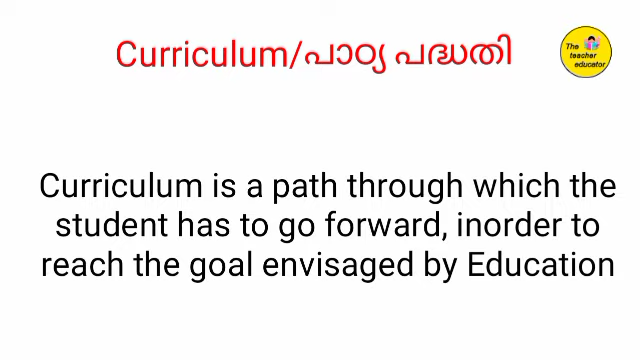 Curriculum/പാഠ്യ പദ്ധതി
The
teacher
educator
Curriculum is a path through which the
student has to go forward, inorder to
reach the goal envisaged by Education